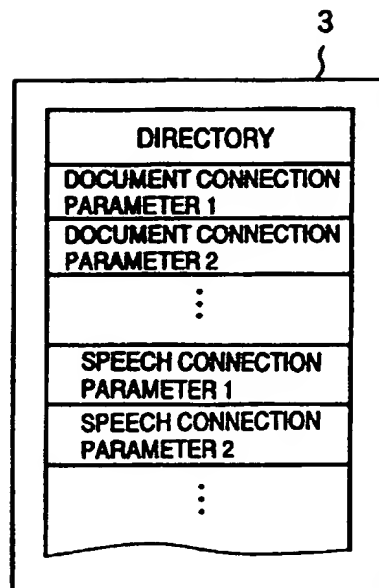 3
DIRECTORY
DOCUMENT CONNECTION
PARAMETER 1
DOCUMENT CONNECTION
PARAMETER 2
⋮
SPEECH CONNECTION
PARAMETER 1
SPEECH CONNECTION
PARAMETER 2
⋮